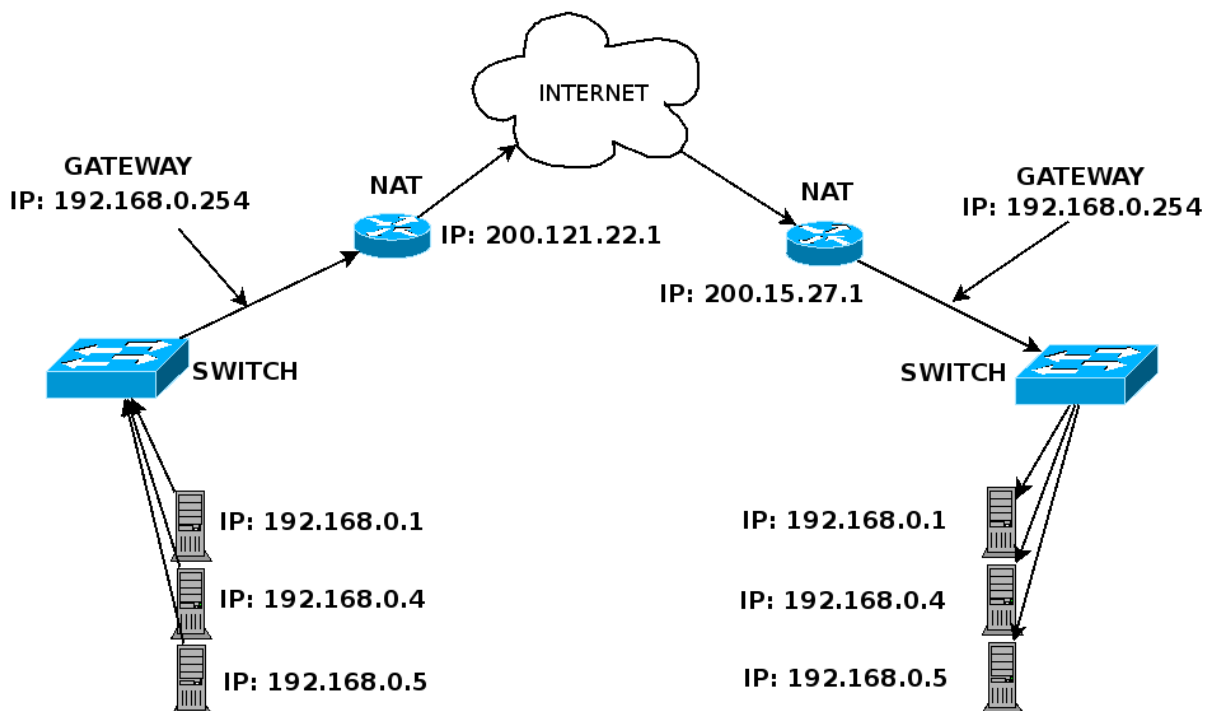 INTERNET
GATEWAY
IP: 192.168.0.254
NAT
IP: 200.121.22.1
NAT
IP: 200.15.27.1
GATEWAY
IP: 192.168.0.254
SWITCH
SWITCH
IP: 192.168.0.1
IP: 192.168.0.4
IP: 192.168.0.5
IP: 192.168.0.1
IP: 192.168.0.4
IP: 192.168.0.5